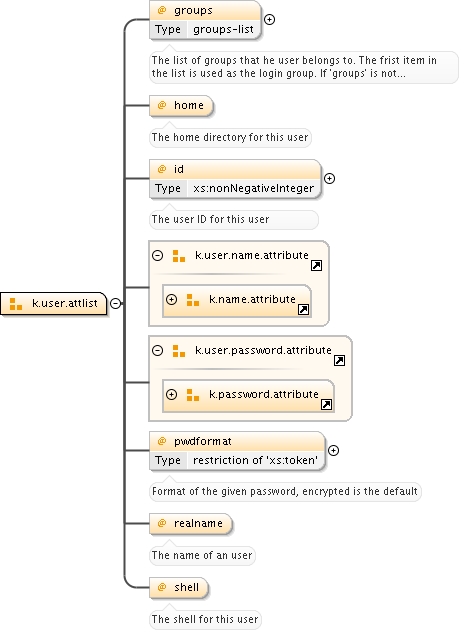 @ groups
Type groups-list
The list of groups that he user belongs to. The frist item in
the list is used as the login group. If 'groups' is not...
@ home
The home directory for this user
@ id
Type xs:nonNegativeInteger
The user ID for this user
k.user.name.attribute
k.name.attribute
k.user.attlist
k.user.password.attribute
k.password.attribute
@ pwdformat
Type restriction of 'xs:token'
Format of the given password, encrypted is the default
@ realname
The name of an user
@ shell
The shell for this user